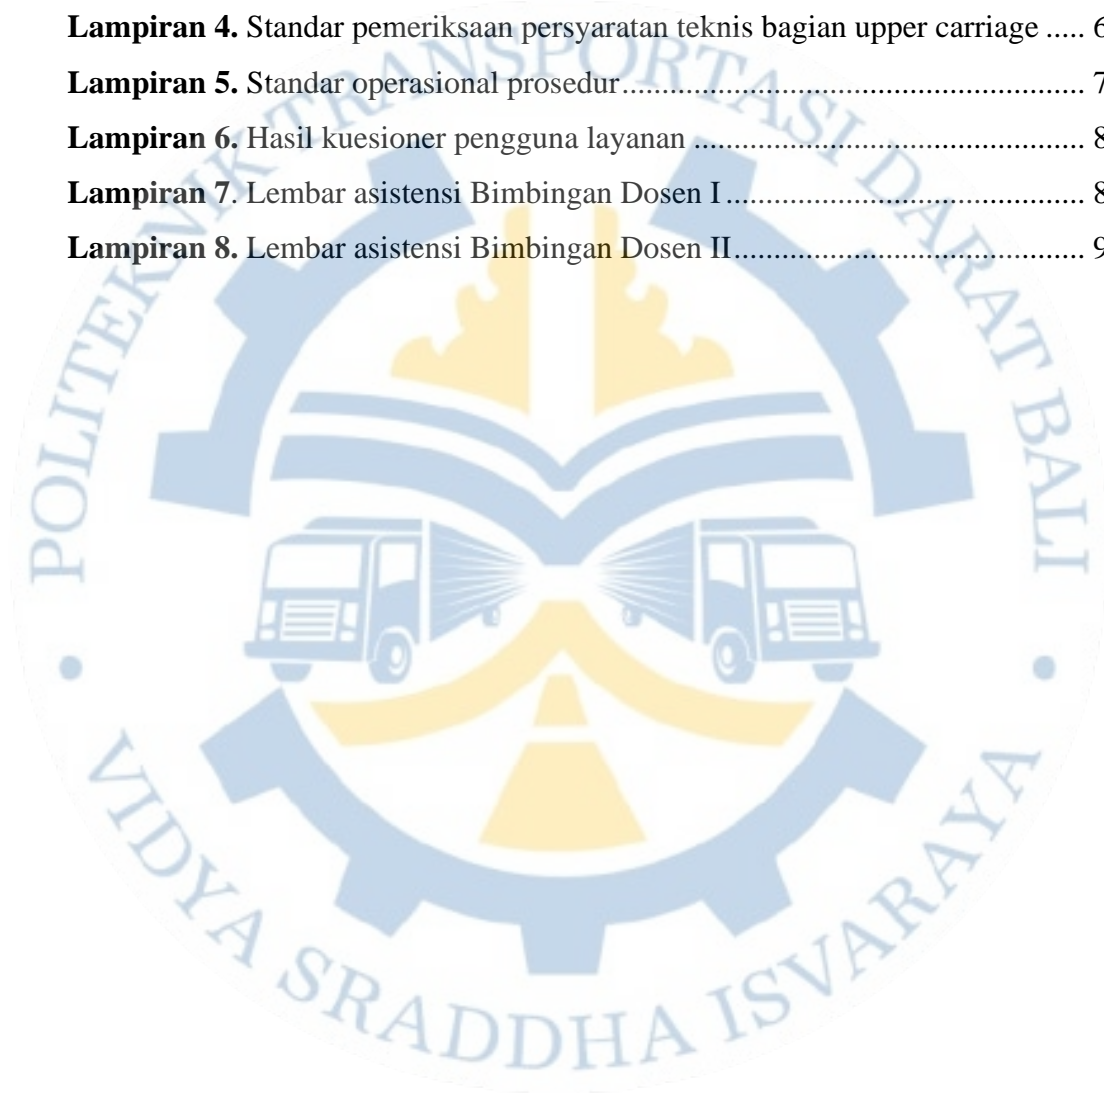 Lampiran 4. Standar pemeriksaan persyaratan teknis bagian upper carriage ..... 6
Lampiran 5. Standar operasional prosedur.......................................................... 7
Lampiran 6. Hasil kuesioner pengguna layanan ................................................. 8
Lampiran 7. Lembar asistensi Bimbingan Dosen I............................................. 8
Lampiran 8. Lembar asistensi Bimbingan Dosen II............................................ 9
POLITEKNIK TRANSPORTASI DARAT BALI
• VIDYA SRADDHA ISVARAYA •